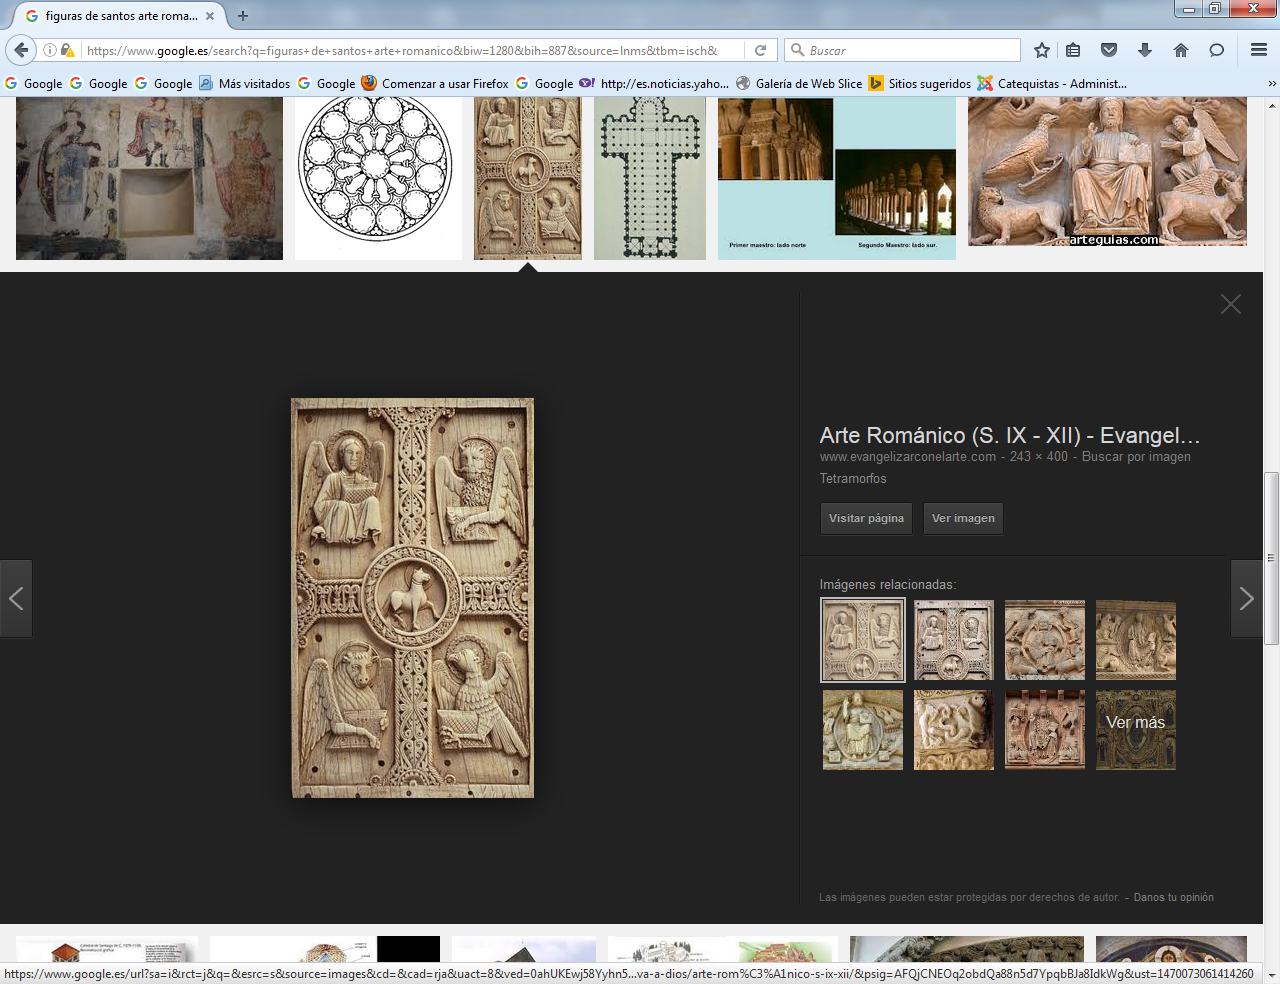 figuras de santos arte roma...
https://www.google.es/search?q=figuras+de+santos+arte+romanico&biw=1280&bih=887&source=lnms&tbm=isch&
Buscar
Google
Google
Google
Más visitados
Google
Comenzar a usar Firefox
Google
http://es.noticias.yaho...
Galería de Web Slice
Sitios sugeridos
Catequistas - Administ...
Primer maestro: lado norte
Segundo Maestro: lado sur.
arteguias.com
Arte Románico (S. IX - XII) - Evangel...
www.evangelizarconelarte.com - 243 × 400 - Buscar por imagen
Tetramorfos
Visitar página
Ver imagen
Imágenes relacionadas:
Ver más
Las imágenes pueden estar protegidas por derechos de autor. - Danos tu opinión
https://www.google.es/url?sa=i&rct=j&q=&esrc=s&source=images&cd=&cad=rja&uact=8&ved=0ahUKEwj58Yyhn5...va-a-dios/arte-rom%C3%A1nico-s-ix-xii/&psig=AFQjCNEOq2obdQa88n5d7YpqbBJa8IdkWg&ust=1470073061414260